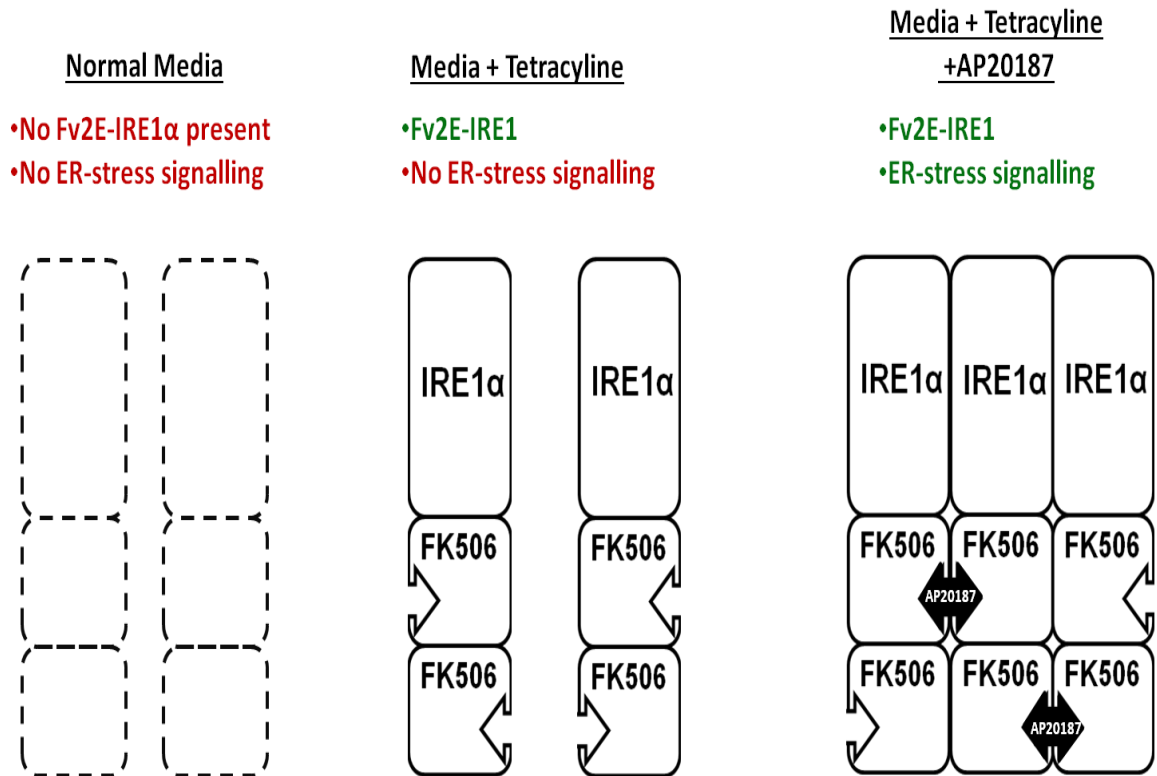 Normal Media
•No Fv2E-IRE1α present
•No ER-stress signalling
Media + Tetracyline
•Fv2E-IRE1
•No ER-stress signalling
Media + Tetracyline
+AP20187
•Fv2E-IRE1
•ER-stress signalling
IRE1α
IRE1α
FK506
FK506
FK506
FK506
IRE1α
IRE1α
IRE1α
FK506
FK506
FK506
AP20187
FK506
FK506
FK506
AP20187